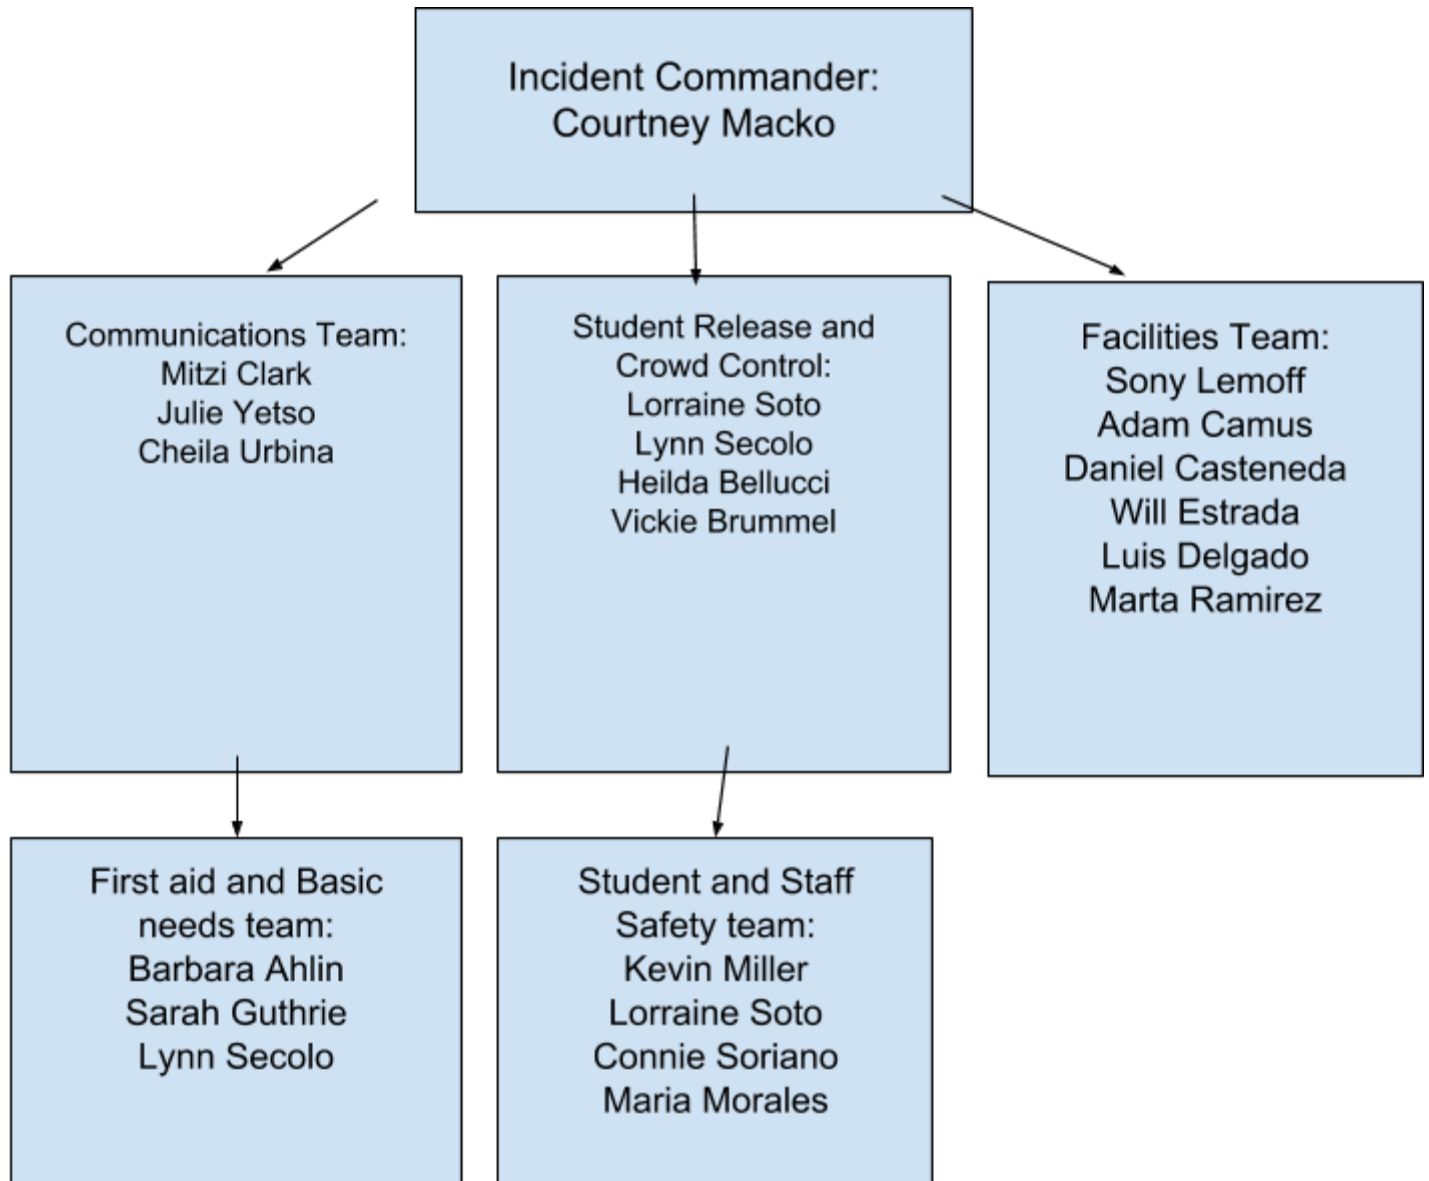 Incident Commander:
Courtney Macko
Communications Team:
Mitzi Clark
Julie Yetso
Cheila Urbina
Student Release and
Crowd Control:
Lorraine Soto
Lynn Secolo
Heilda Bellucci
Vickie Brummel
Facilities Team:
Sony Lemoff
Adam Camus
Daniel Casteneda
Will Estrada
Luis Delgado
Marta Ramirez
First aid and Basic
needs team:
Barbara Ahlin
Sarah Guthrie
Lynn Secolo
Student and Staff
Safety team:
Kevin Miller
Lorraine Soto
Connie Soriano
Maria Morales